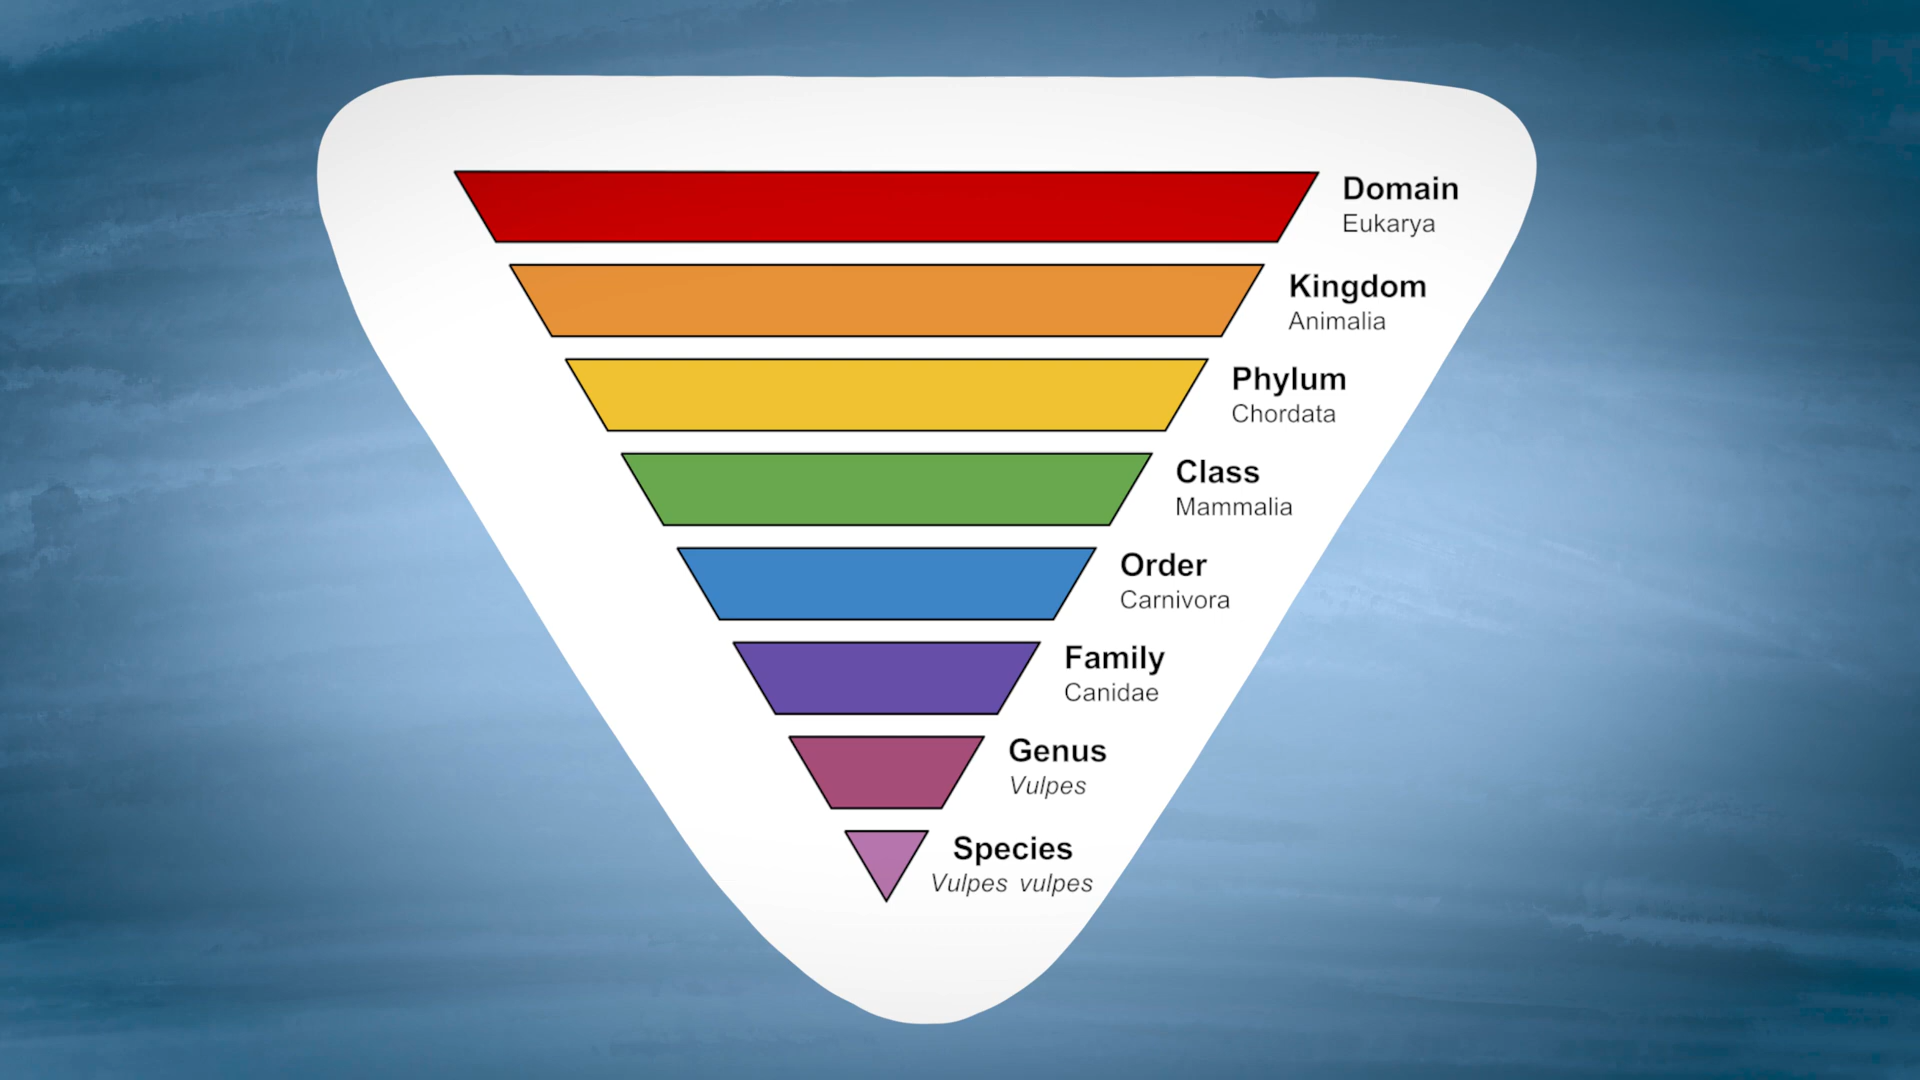 Domain
Eukarya
Kingdom
Animalia
Phylum
Chordata
Class
Mammalia
Order
Carnivora
Family
Canidae
Genus
Vulpes
Species
Vulpes vulpes